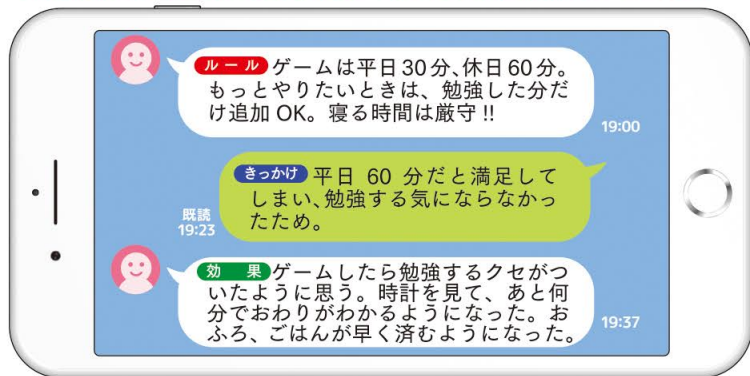 ルール ゲームは平日30分、休日60分。
もっとやりたいときは、勉強した分だ
け追加OK。寝る時間は厳守!!
19:00
きっかけ 平日 60 分だと満足して
しまい、勉強する気にならなかっ
たため。
既読
19:23
効果 ゲームしたら勉強するクセがつ
いたように思う。時計を見て、あと何
分でおわりがわかるようになった。お
ふろ、ごはんが早く済むようになった。
19:37